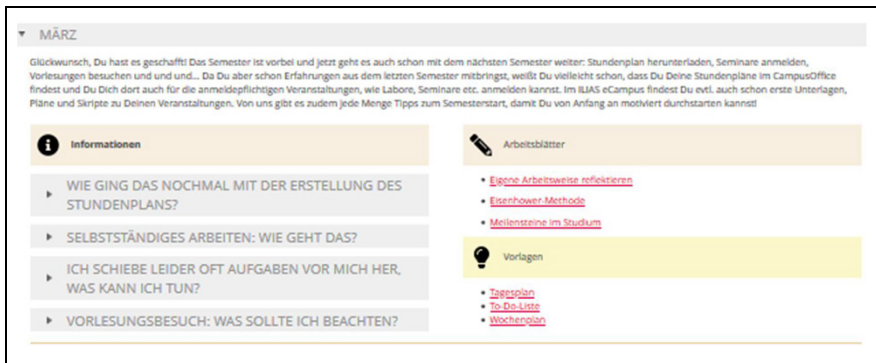 MÄRZ
Glückwunsch, Du hast es geschafft! Das Semester ist vorbei und jetzt geht es auch schon mit dem nächsten Semester weiter: Stundenplan herunterladen, Seminare anmelden,
Vorlesungen besuchen und und und... Da Du aber schon Erfahrungen aus dem letzten Semester mitbringst, weißt Du vielleicht schon, dass Du Deine Stundenpläne im CampusOffice
findest und Du Dich dort auch für die anmeldepflichtigen Veranstaltungen, wie Labore, Seminare etc. anmelden kannst. Im ILIAS eCampus findest Du evtl. auch schon erste Unterlagen,
Pläne und Skripte zu Deinen Veranstaltungen. Von uns gibt es zudem jede Menge Tipps zum Semesterstart, damit Du von Anfang an motiviert durchstarten kannst!
Informationen
WIE GING DAS NOCHMAL MIT DER ERSTELLUNG DES
STUNDENPLANS?
SELBSTSTÄNDIGES ARBEITEN: WIE GEHT DAS?
ICH SCHIEBE LEIDER OFT AUFGABEN VOR MICH HER,
WAS KANN ICH TUN?
VORLESUNGSBESUCH: WAS SOLLTE ICH BEACHTEN?
Arbeitsblätter
Eigene Arbeitsweise reflektieren
Eisenhower-Methode
Meilensteine im Studium
Vorlagen
Tagesplan
To-Do-Liste
Wochenplan